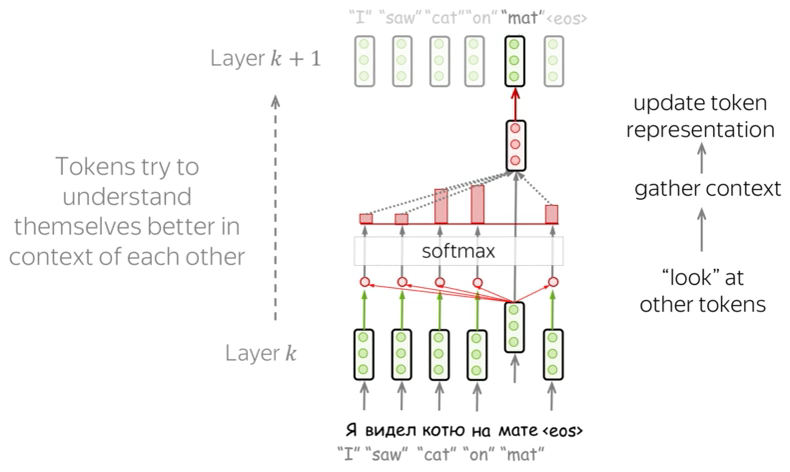 “I” “saw” “cat” “on” “mat” <eos>
Layer k + 1
update token
representation
Tokens try to
understand
themselves better in
context of each other
gather context
softmax
“look” at
other tokens
Layer k
Я видел котю на мате <eos>
“I” “saw” “cat” “on” “mat”